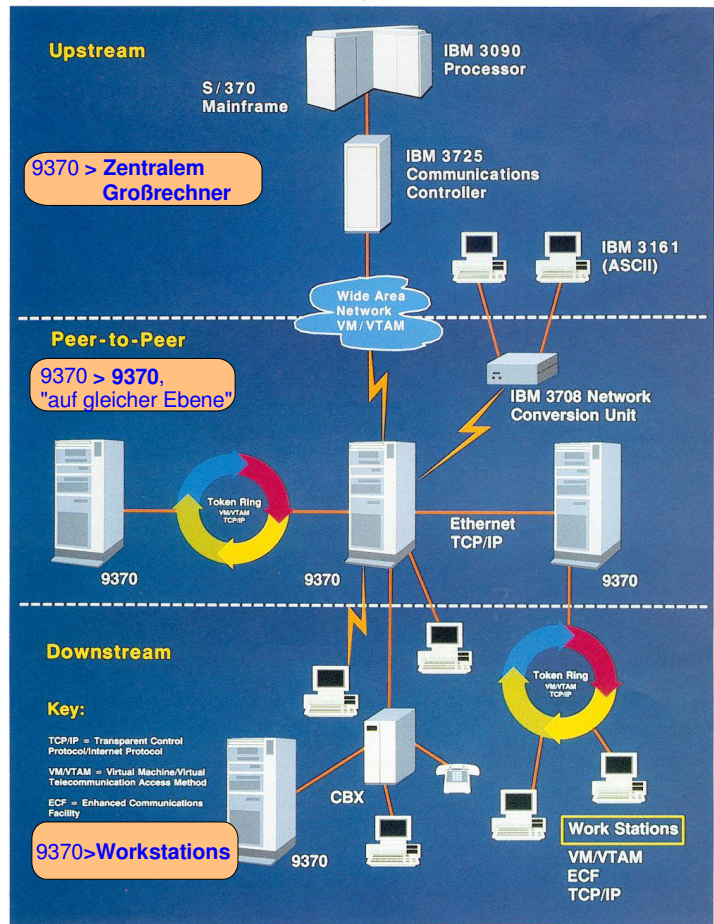 Upstream
IBM 3090
Processor
S/370
Mainframe
9370 > Zentralem
Großrechner
IBM 3725
Communications
Controller
IBM 3161
(ASCII)
Wide Area
Network
VM/VTAM
Peer-to-Peer
9370 > 9370,
"auf gleicher Ebene"
IBM 3708 Network
Conversion Unit
Token Ring
VM/VTAM
TCP/IP
Ethernet
TCP/IP
9370
9370
9370
Downstream
Token Ring
VM/VTAM
TCP/IP
Key:
TCP/IP = Transparent Control
Protocol/Internet Protocol
VM/VTAM = Virtual Machine/Virtual
Telecommunication Access Method
ECF = Enhanced Communications
Facility
CBX
9370>Workstations
9370
Work Stations
VM/VTAM
ECF
TCP/IP